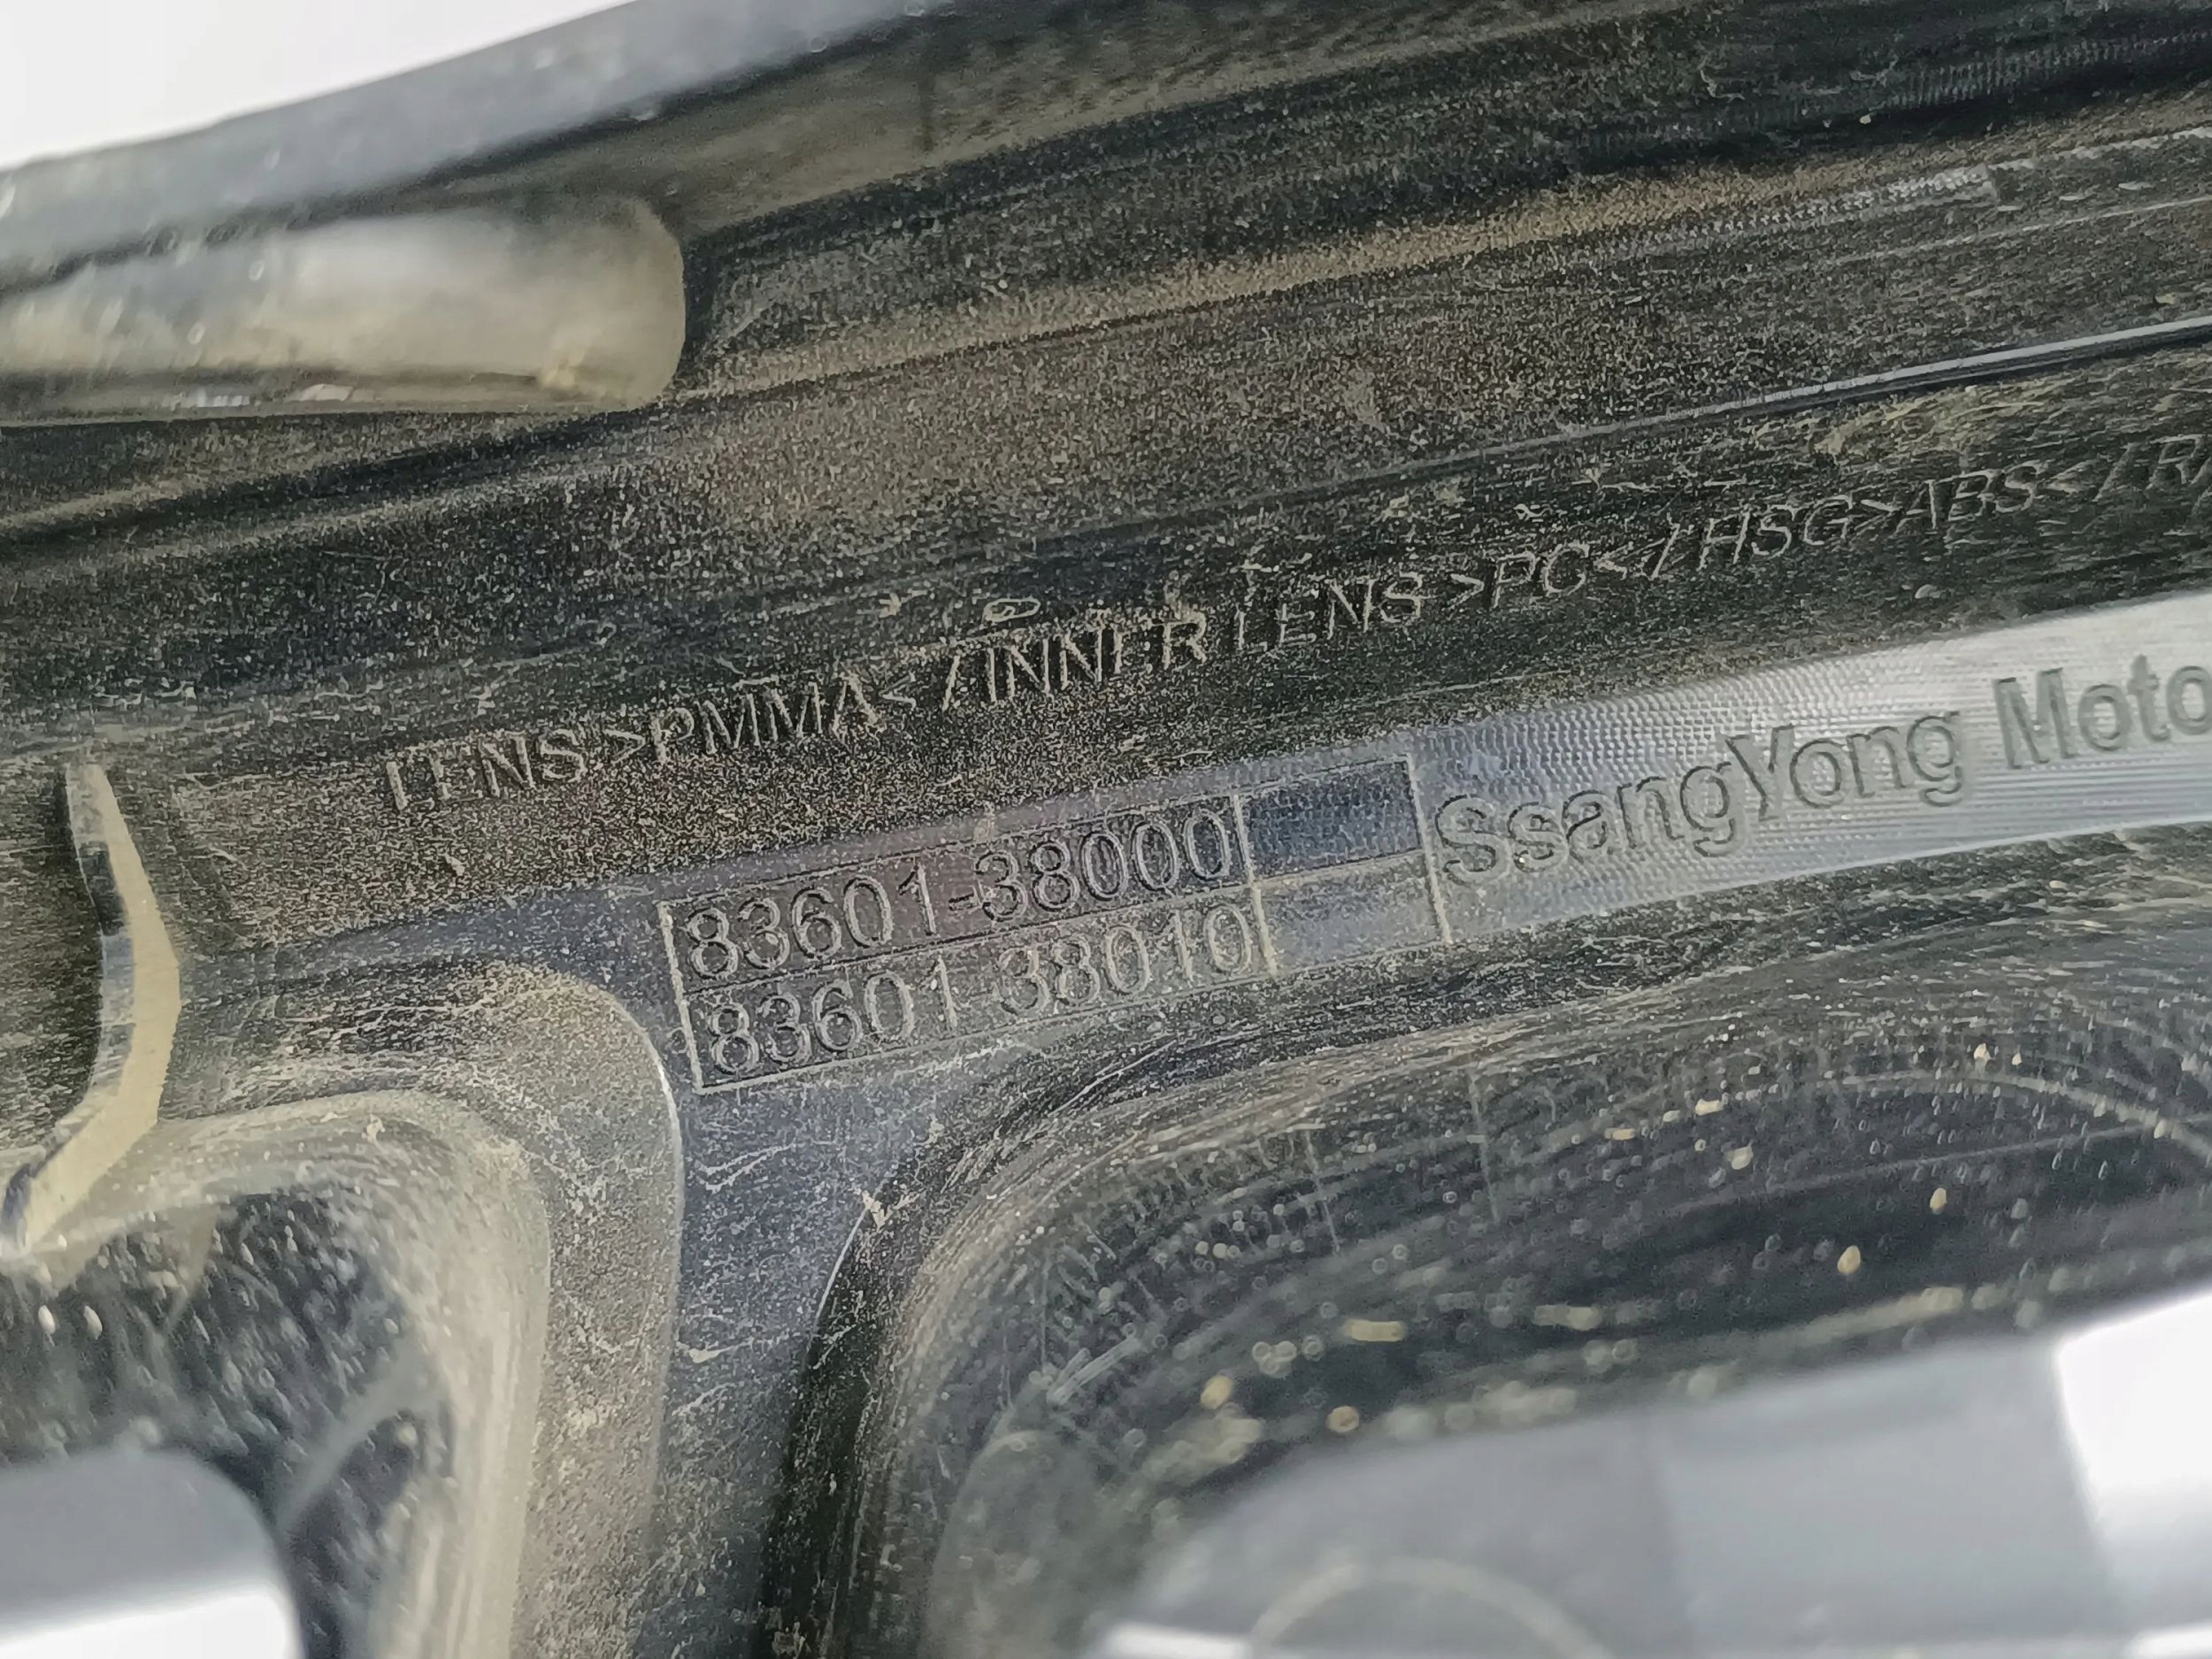 LENS >PMMA< / INNER LENS >PC< / HSG>ABS< / R
83601-38000
83601-38010
SsangYong Moto